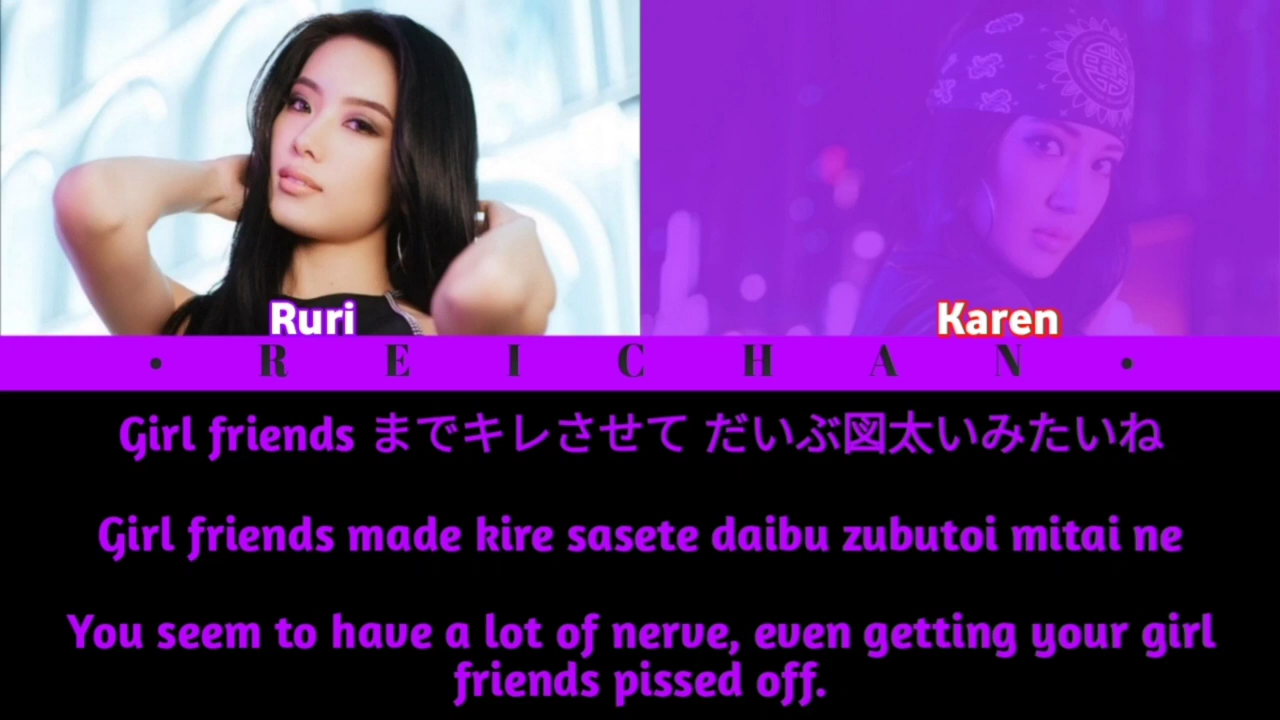 Ruri Karen
• R E I C H A N •
Girl friends までキレさせて だいぶ図太いみたいね
Girl friends made kire sasete daibu zubutoi mitai ne
You seem to have a lot of nerve, even getting your girl
friends pissed off.